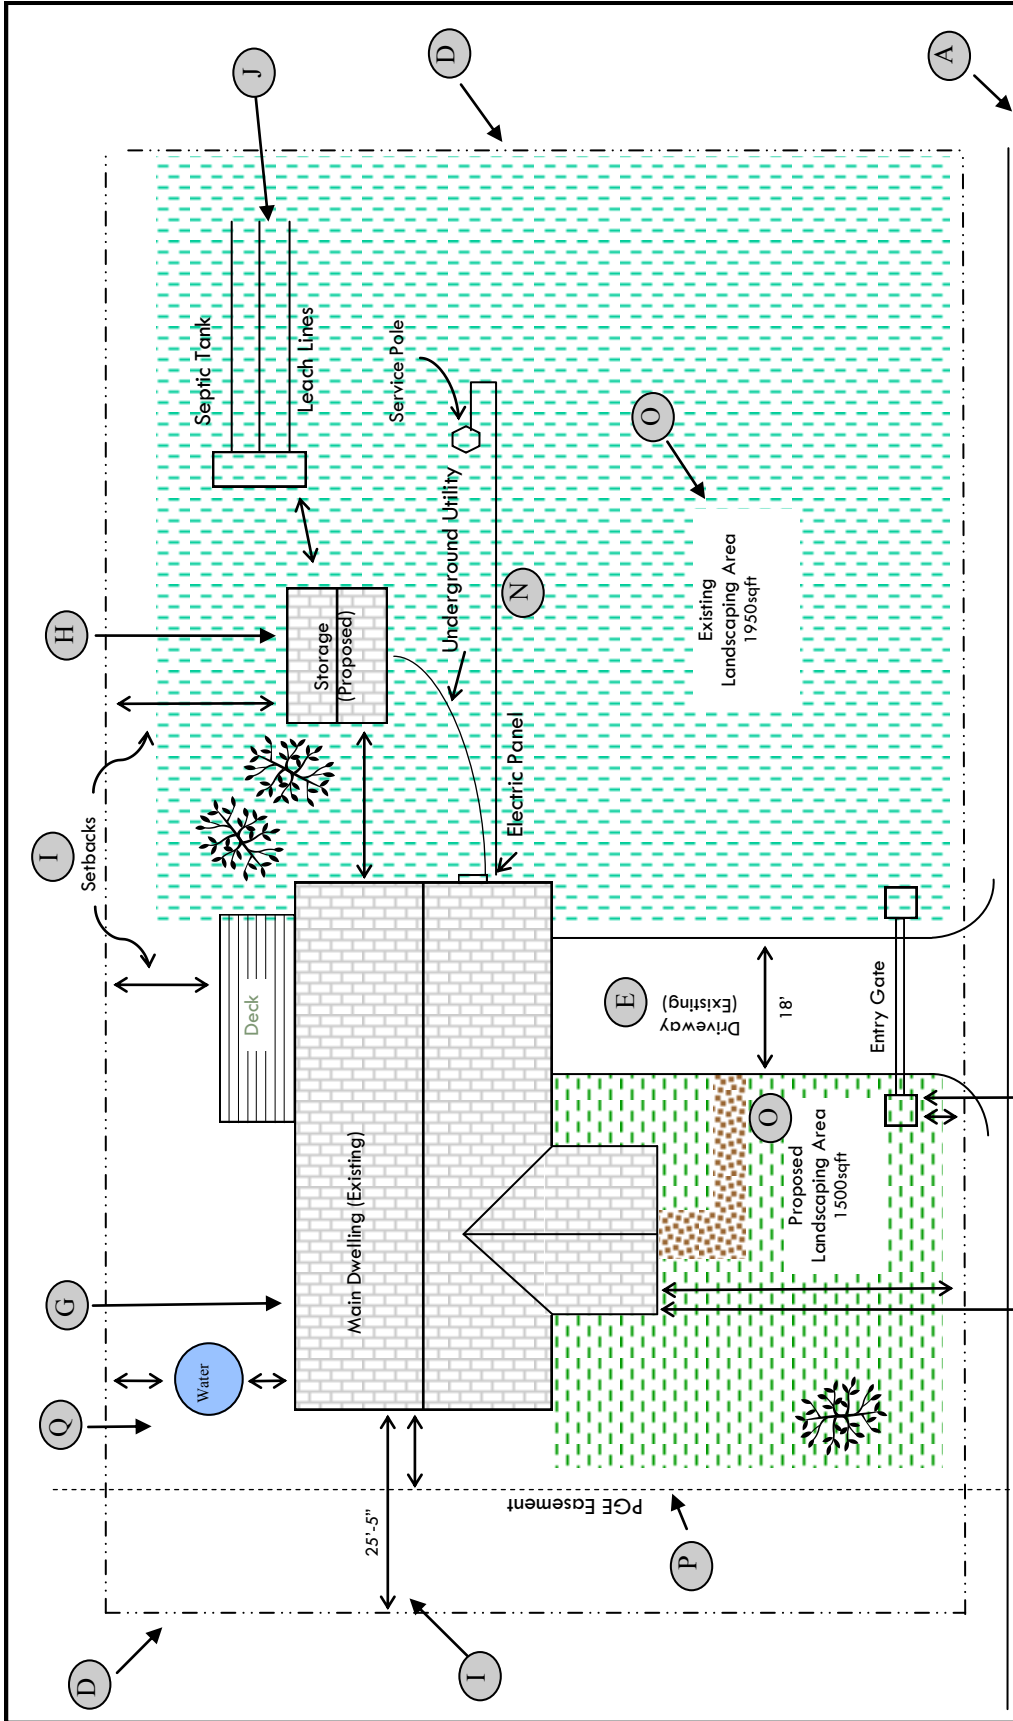 J
D
A
Septic Tank
Leach Lines
Service Pole
O
H
Storage
(Proposed)
Underground Utility
N
Existing
Landscaping Area
1950sqft
I
Setbacks
Electric Panel
Deck
E
Driveway
(Existing)
18'
Entry Gate
Main Dwelling (Existing)
O
Proposed
Landscaping Area
1500sqft
G
Water
Q
PGE Easement
25'-5"
P
D
I